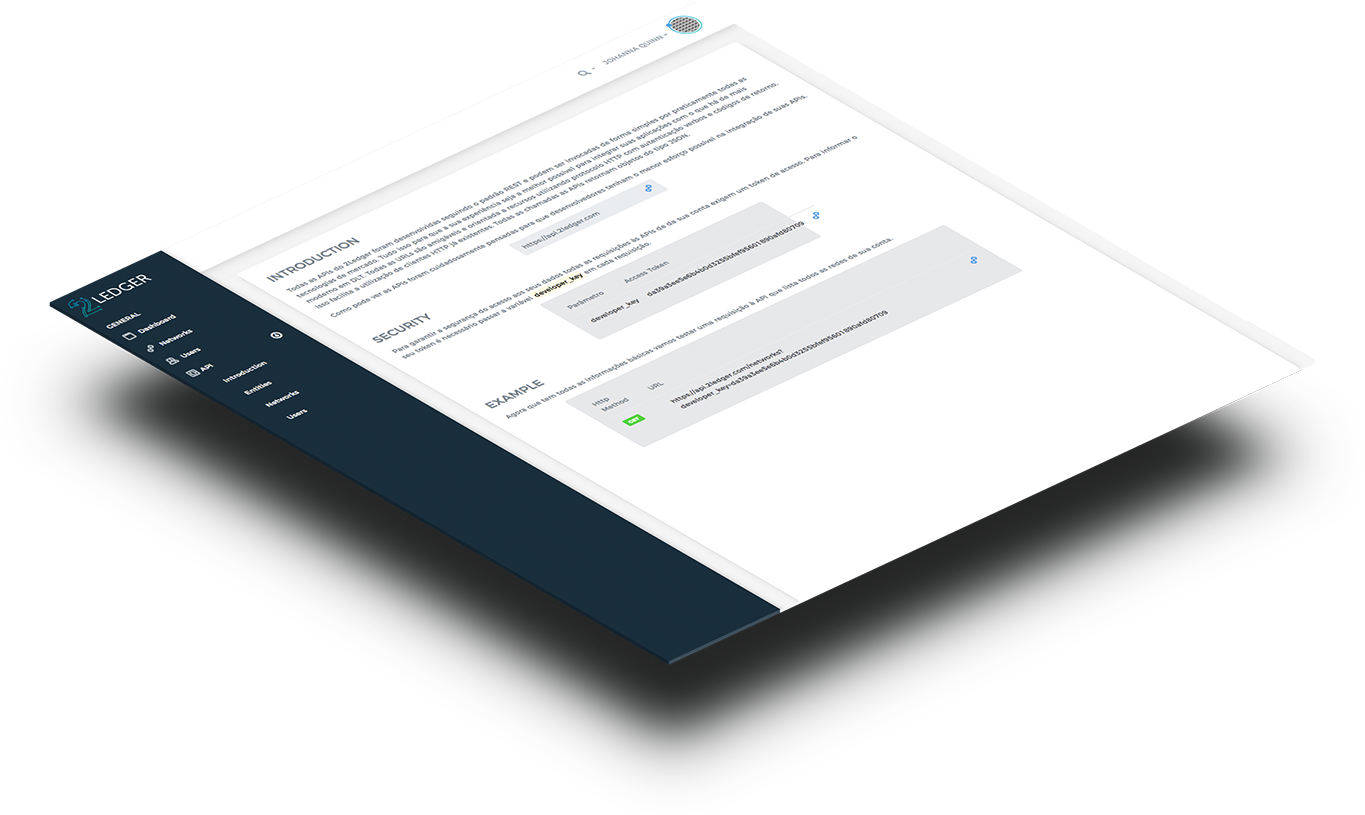 JOHANNA QUINN
2LEDGER
GENERAL
Dashboard
Networks
Users
API
Introduction
Entities
Networks
Users
INTRODUCTION
Todas as APIs do 2Ledger foram desenvolvidas seguindo o padrão REST e podem ser invocadas de forma simples por praticamente todas as
tecnologias de mercado. Tudo isso para que a sua experiência seja a melhor possível para integrar suas aplicações com o que há de mais
moderno em DLT. Todas as URLs são amigáveis e orientada a recursos utilizando protocolo HTTP com autenticação verbos e códigos de retorno.
Isso facilita a utilização de clientes HTTP já existentes. Todas as chamadas as APIs retornam objetos do tipo JSON.
Como pode ver as APIs foram cuidadosamente pensadas para que desenvolvedores tenham o menor esforço possível na integração de suas APIs.
https://api.2ledger.com
SECURITY
Para garantir a segurança do acesso aos seus dados todas as requisições às APIs de da sua conta exigem um token de acesso. Para informar o
seu token é necessário passar a variável developer_key em cada requisição.
Parâmetro Access Token
developer_key da39a3ee5e6b4b0d3255bfef95601890afd80709
EXAMPLE
Agora que tem todas as informações básicas vamos testar uma requisição à API que lista todos as redes de sua conta.
Http Method URL
GET https://api.2ledger.com/networks?
developer_key=da39a3ee5e6b4b0d3255bfef95601890afd80709